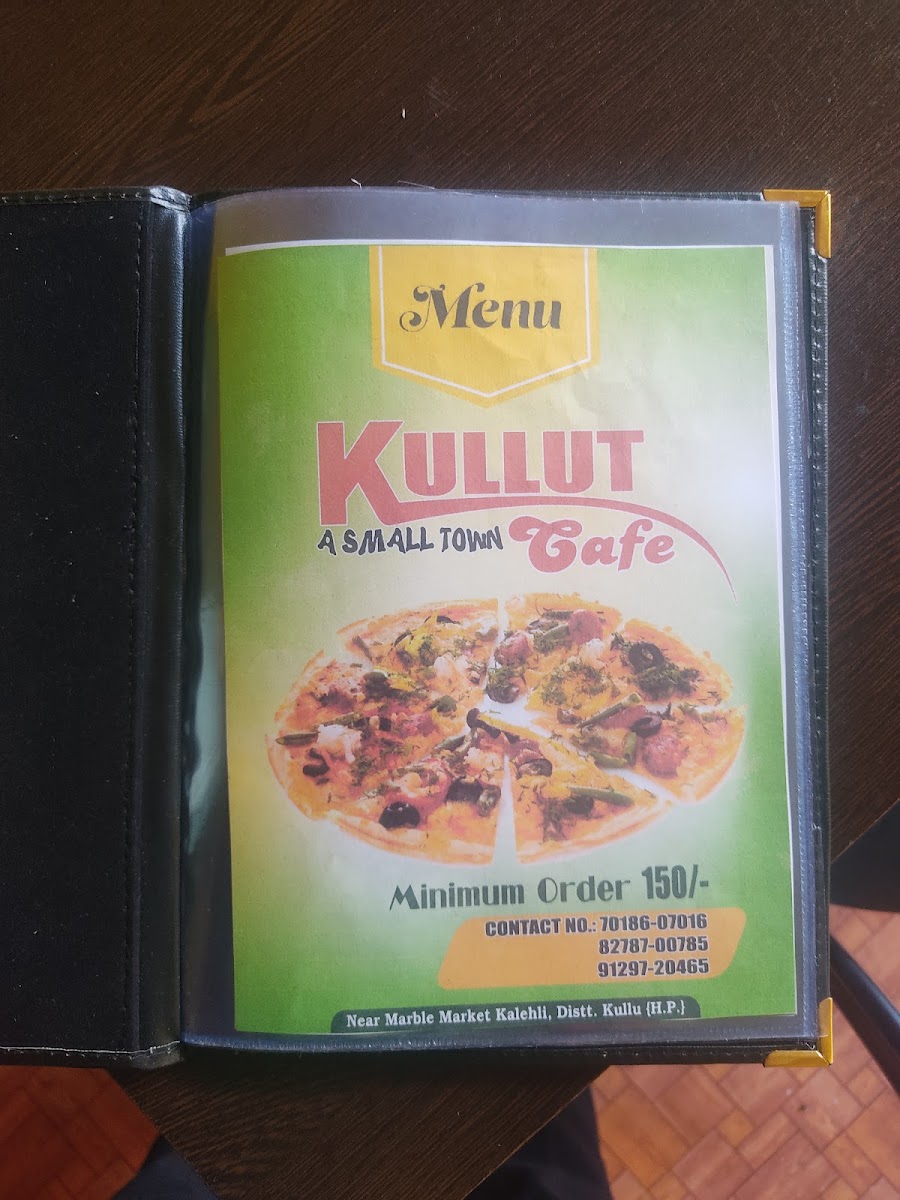 Menu
KULLUT
A SMALL TOWN Cafe
Minimum Order 150/-
CONTACT NO.: 70186-07016
82787-00785
91297-20465
Near Marble Market Kalehli, Distt. Kullu {H.P.}